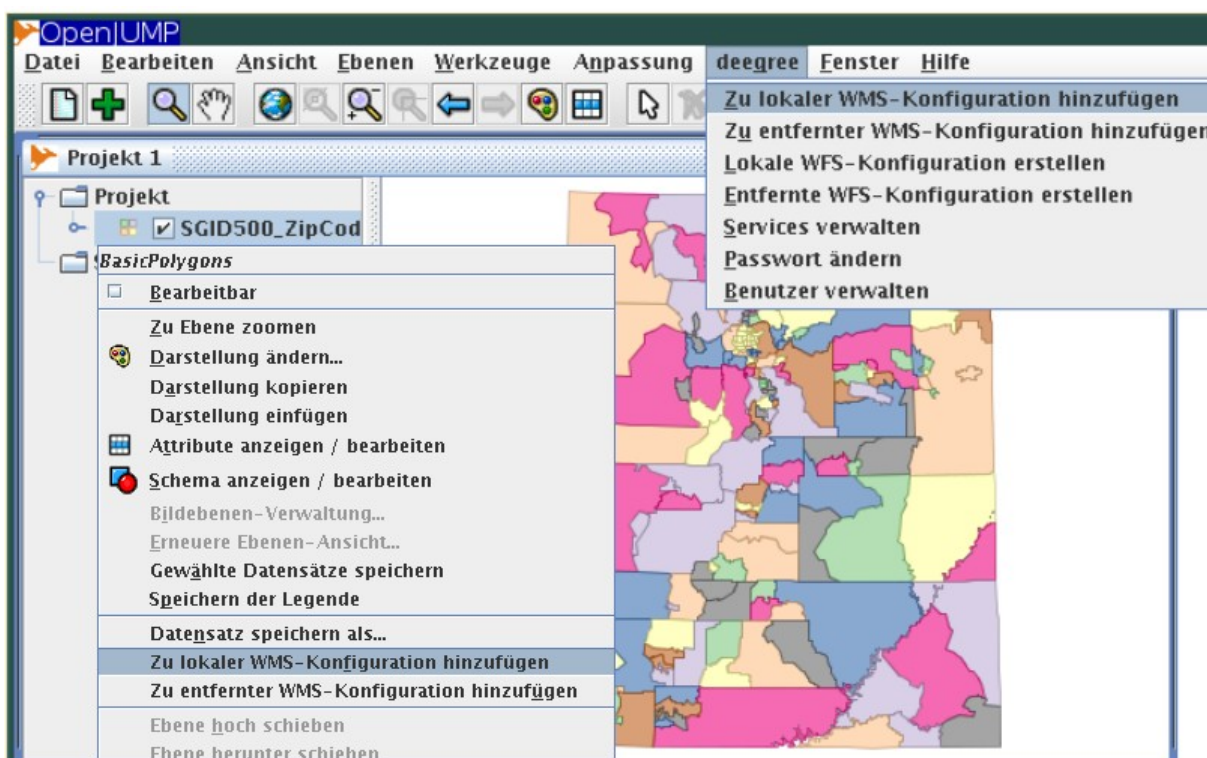 OpenJUMP
Datei Bearbeiten Ansicht Ebenen Werkzeuge Anpassung deegree Fenster Hilfe
Zu lokaler WMS-Konfiguration hinzufügen
Zu entfernter WMS-Konfiguration hinzufügen
Lokale WFS-Konfiguration erstellen
Entfernte WFS-Konfiguration erstellen
Services verwalten
Passwort ändern
Benutzer verwalten
Projekt 1
Projekt
SGID500_ZipCod
BasicPolygons
Bearbeitbar
Zu Ebene zoomen
Darstellung ändern...
Darstellung kopieren
Darstellung einfügen
Attribute anzeigen / bearbeiten
Schema anzeigen / bearbeiten
Bildebenen-Verwaltung...
Erneuere Ebenen-Ansicht...
Gewählte Datensätze speichern
Speichern der Legende
Datensatz speichern als...
Zu lokaler WMS-Konfiguration hinzufügen
Zu entfernter WMS-Konfiguration hinzufügen
Ebene hoch schieben
Ebene herunter schieben